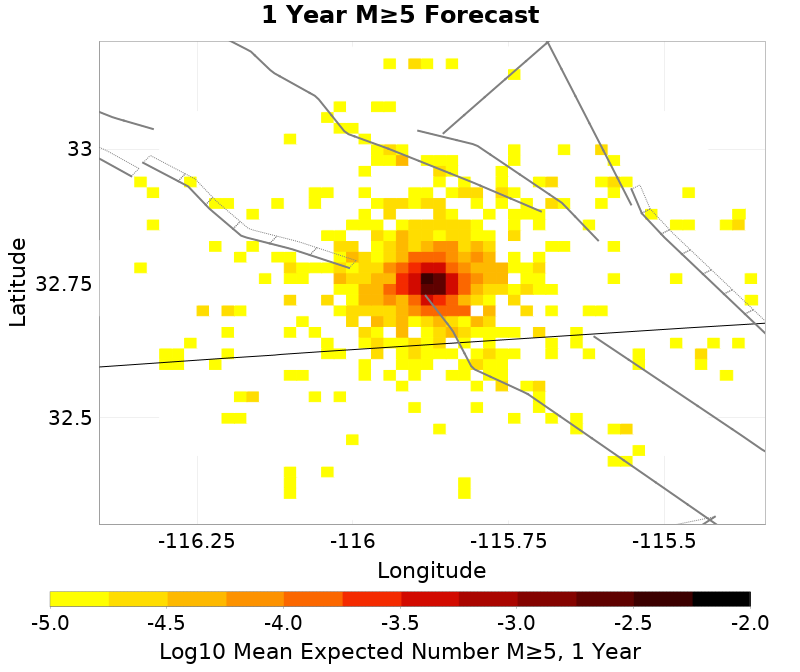 1 Year M≥5 Forecast
33
32.75
32.5
Latitude
-116.25 -116 -115.75 -115.5
Longitude
-5.0 -4.5 -4.0 -3.5 -3.0 -2.5 -2.0
Log10 Mean Expected Number M≥5, 1 Year